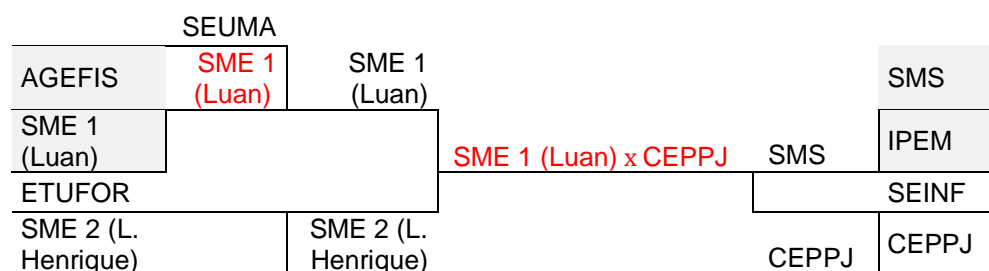 SEUMA
AGEFIS
SME 1
(Luan)
SME 1
(Luan)
SMS
SME 1
(Luan)
SME 1 (Luan) x CEPPJ
SMS
IPEM
ETUFOR
SEINF
SME 2 (L.
Henrique)
SME 2 (L.
Henrique)
CEPPJ
CEPPJ